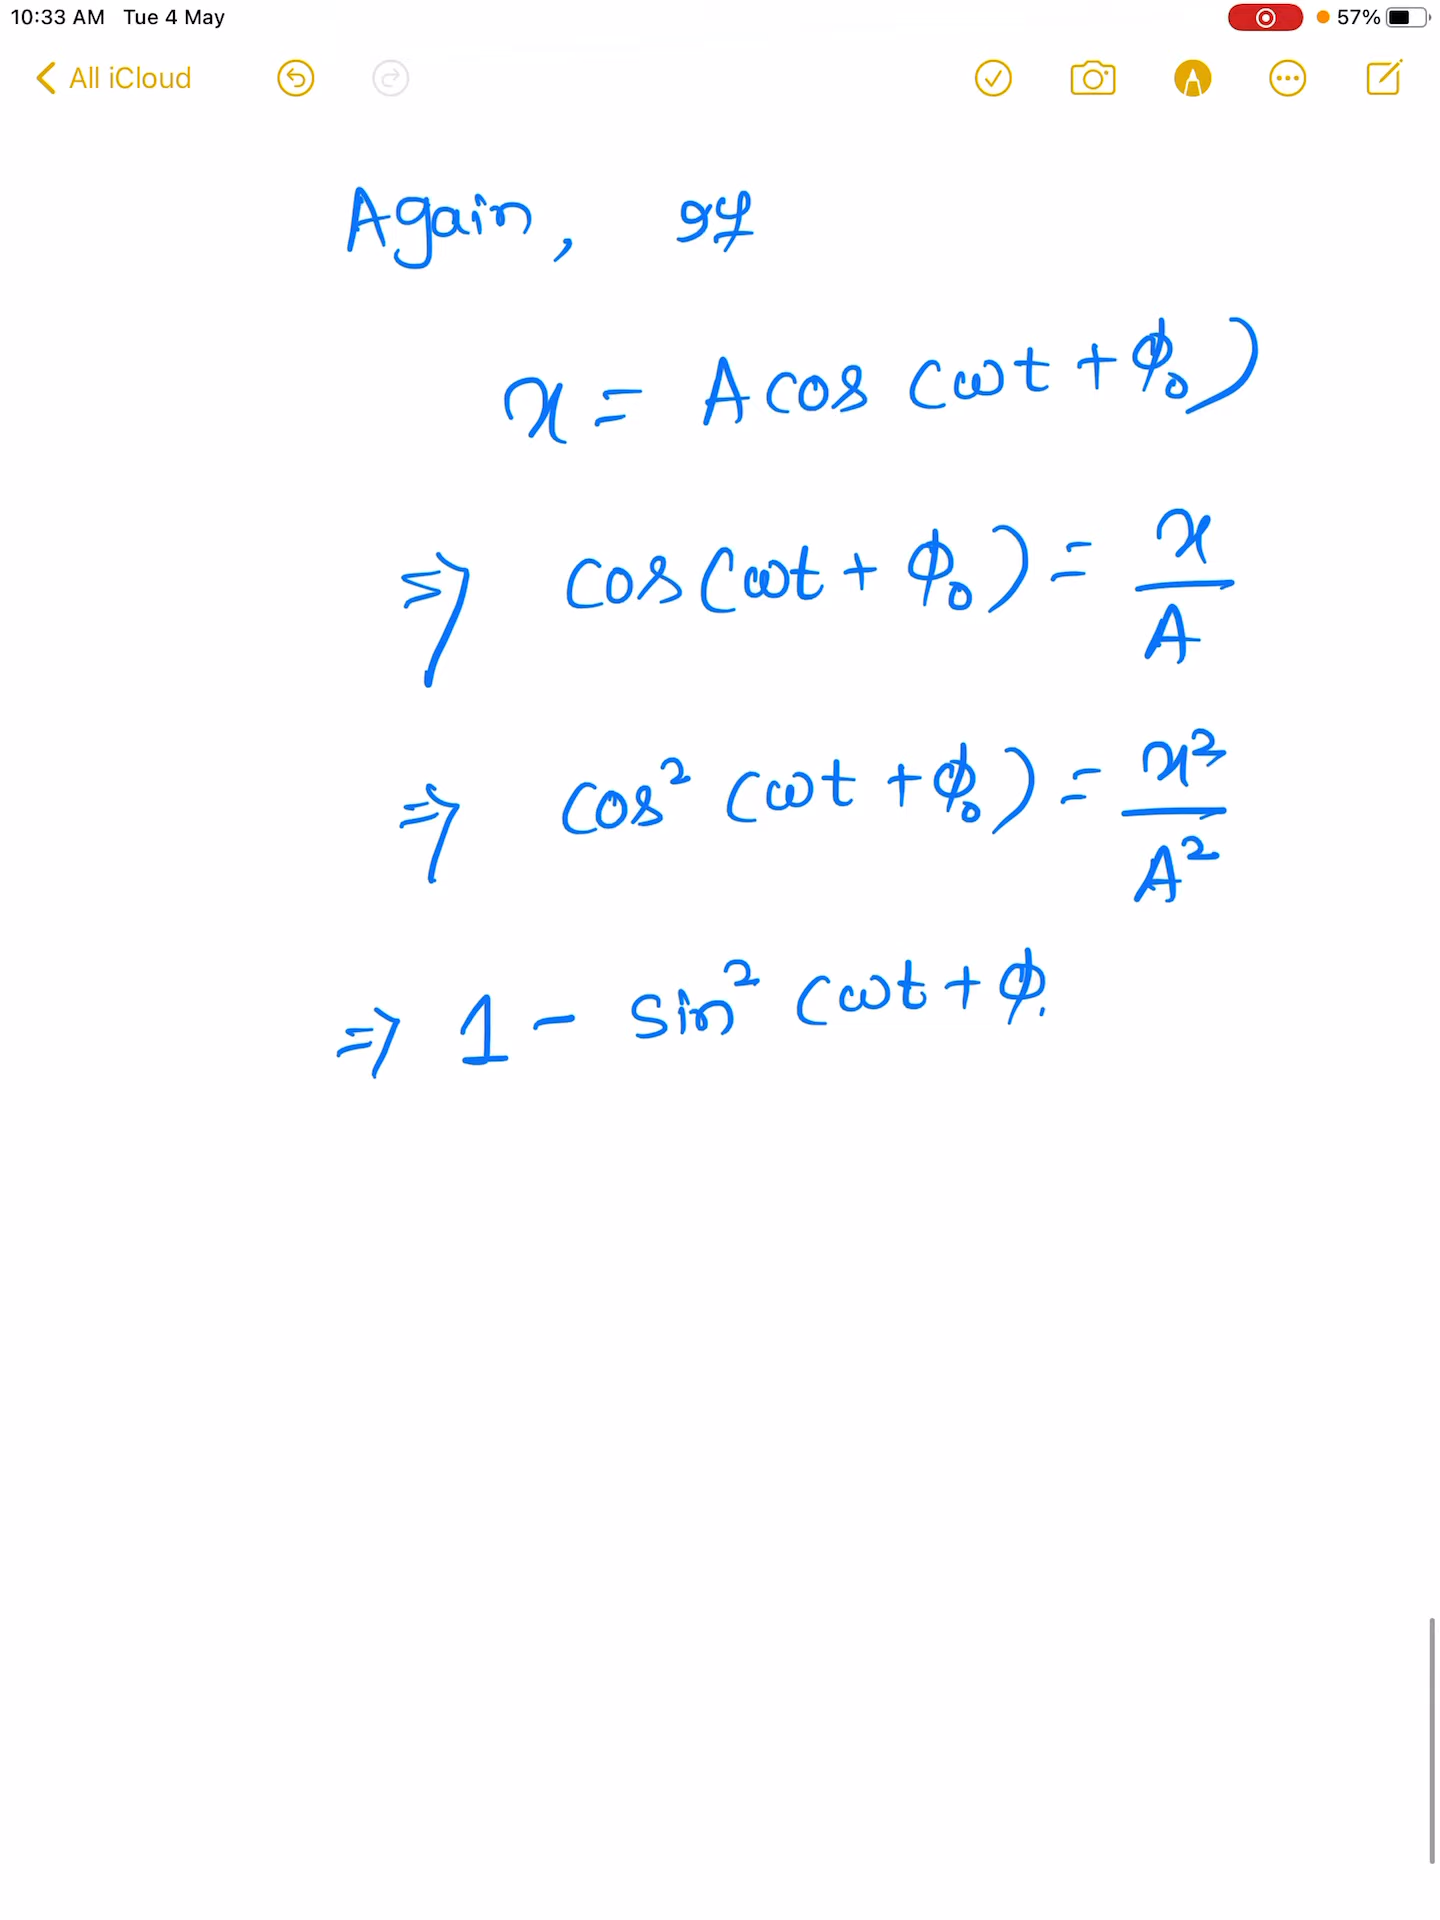 10:33 AM Tue 4 May 57%
All iCloud
Again, If
x = A cos (ωt + ϕ₀)
⇒ cos (ωt + ϕ₀) = x/A
⇒ cos² (ωt + ϕ₀) = x²/A²
⇒ 1 - sin² (ωt + ϕ